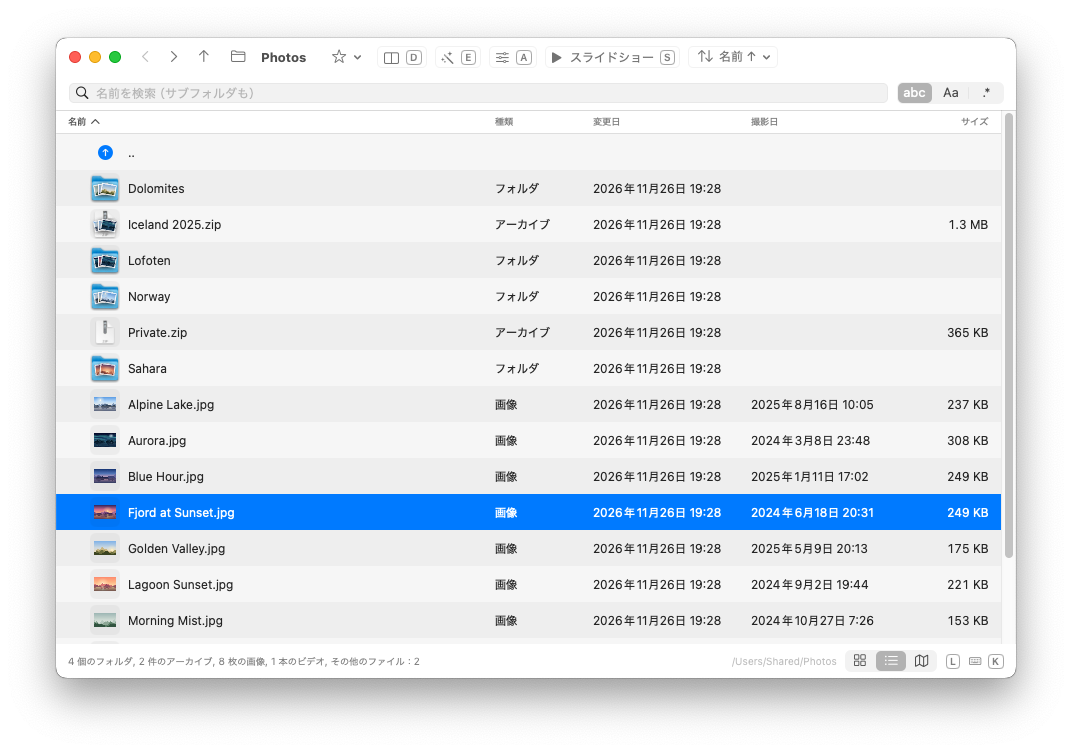 Photos D E A スライドショー S 名前
名前を検索 (サブフォルダも) abc Aa .*
名前 種類 変更日 撮影日 サイズ
..
Dolomites フォルダ 2026年11月26日 19:28
Iceland 2025.zip アーカイブ 2026年11月26日 19:28 1.3 MB
Lofoten フォルダ 2026年11月26日 19:28
Norway フォルダ 2026年11月26日 19:28
Private.zip アーカイブ 2026年11月26日 19:28 365 KB
Sahara フォルダ 2026年11月26日 19:28
Alpine Lake.jpg 画像 2026年11月26日 19:28 2025年8月16日 10:05 237 KB
Aurora.jpg 画像 2026年11月26日 19:28 2024年3月8日 23:48 308 KB
Blue Hour.jpg 画像 2026年11月26日 19:28 2025年1月11日 17:02 249 KB
Fjord at Sunset.jpg 画像 2026年11月26日 19:28 2024年6月18日 20:31 249 KB
Golden Valley.jpg 画像 2026年11月26日 19:28 2025年5月9日 20:13 175 KB
Lagoon Sunset.jpg 画像 2026年11月26日 19:28 2024年9月2日 19:44 221 KB
Morning Mist.jpg 画像 2026年11月26日 19:28 2024年10月27日 7:26 153 KB
4 個のフォルダ, 2 件のアーカイブ, 8 枚の画像, 1 本のビデオ, その他のファイル：2 /Users/Shared/Photos L K